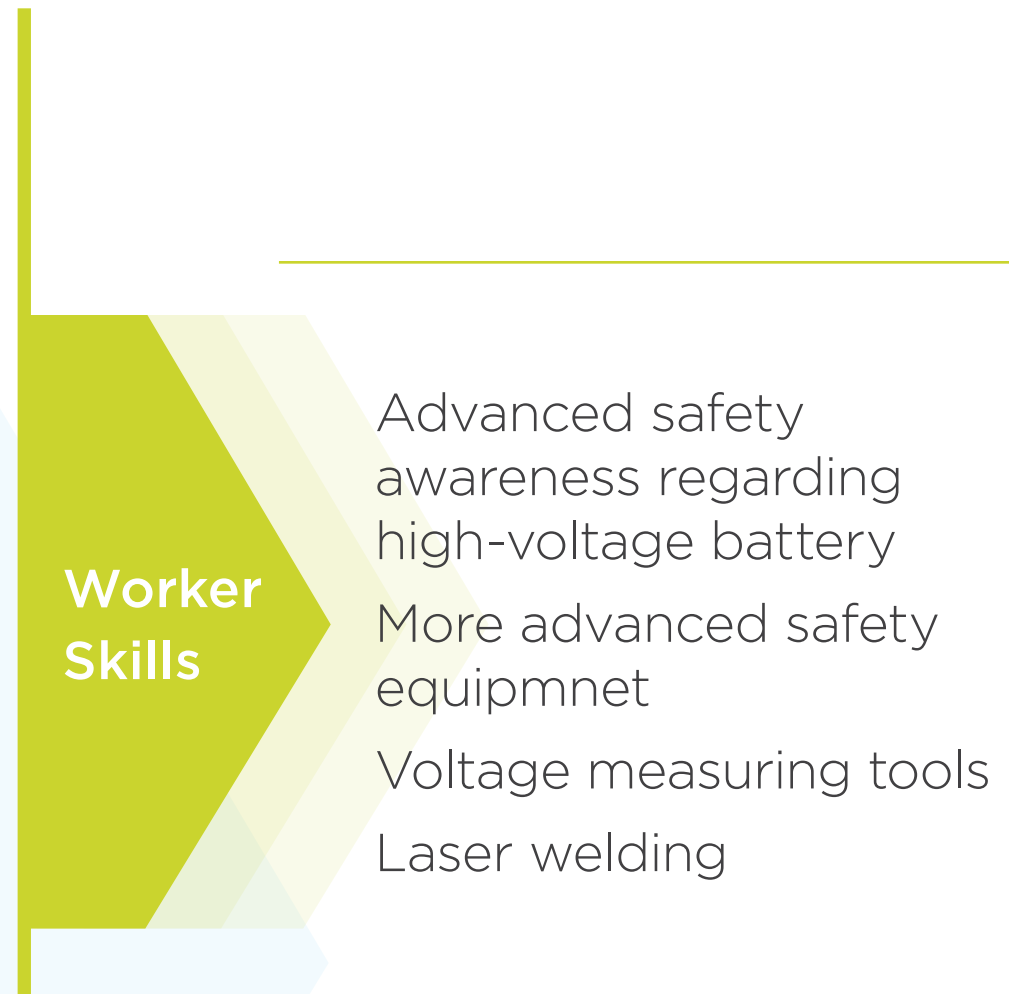 Worker
Skills
Advanced safety
awareness regarding
high-voltage battery
More advanced safety
equipmnet
Voltage measuring tools
Laser welding